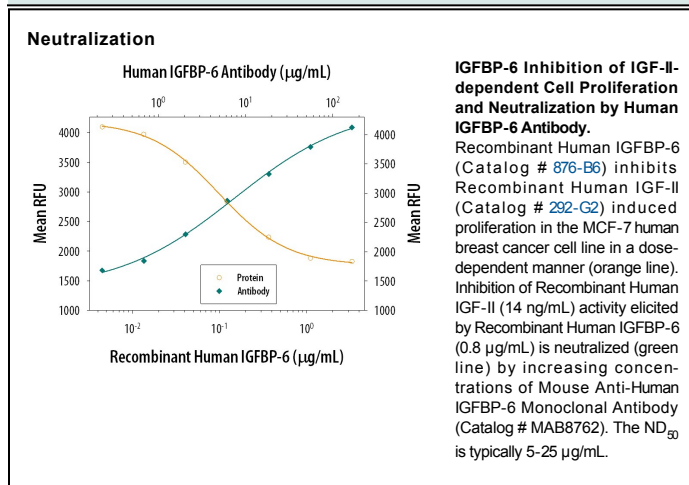 Neutralization
Human IGFBP-6 Antibody (µg/mL)
10⁰ 10¹ 10²
4000 4000
3500 3500
3000 3000
2500 2500
2000 2000
1500 1500
1000 1000
Mean RFU
Mean RFU
Protein
Antibody
10⁻² 10⁻¹ 10⁰
Recombinant Human IGFBP-6 (µg/mL)
IGFBP-6 Inhibition of IGF-II-
dependent Cell Proliferation
and Neutralization by Human
IGFBP-6 Antibody.
Recombinant Human IGFBP-6
(Catalog # 876-B6) inhibits
Recombinant Human IGF-II
(Catalog # 292-G2) induced
proliferation in the MCF-7 human
breast cancer cell line in a dose-
dependent manner (orange line).
Inhibition of Recombinant Human
IGF-II (14 ng/mL) activity elicited
by Recombinant Human IGFBP-6
(0.8 µg/mL) is neutralized (green
line) by increasing concen-
trations of Mouse Anti-Human
IGFBP-6 Monoclonal Antibody
(Catalog # MAB8762). The ND₅₀
is typically 5-25 µg/mL.